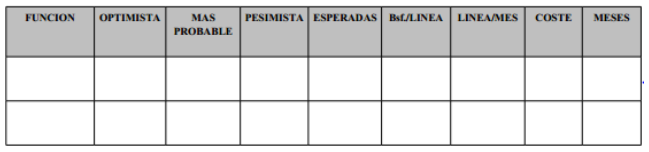 FUNCION OPTIMISTA MAS PROBABLE PESIMISTA ESPERADAS Bsf./LINEA LINEA/MES COSTE MESES